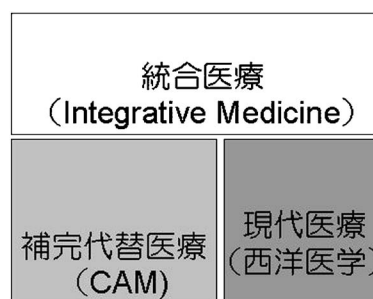 統合医療
（Integrative Medicine）
補完代替医療
（CAM)
現代医療
（西洋医学）